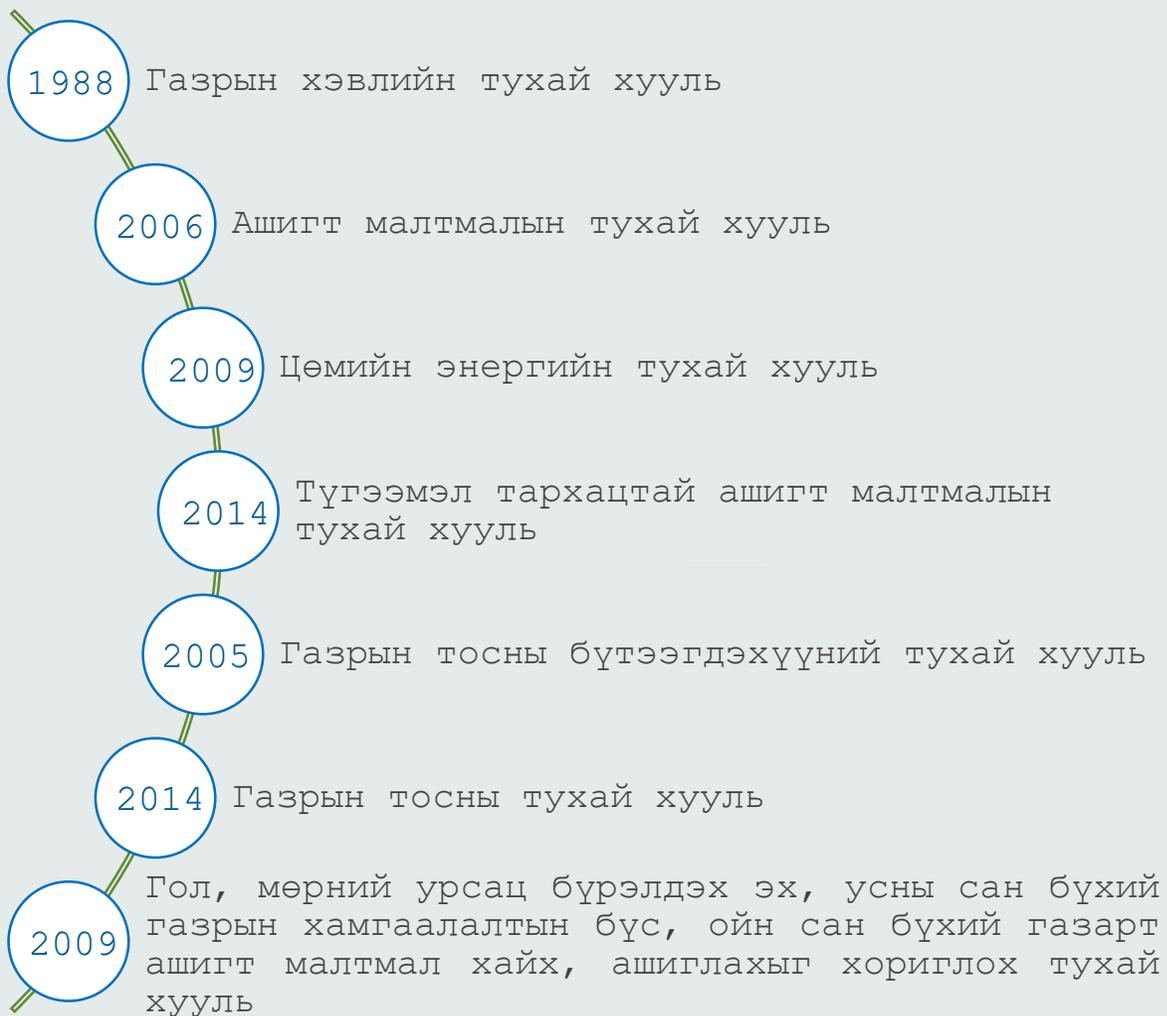 1988 Газрын хэвлийн тухай хууль
2006 Ашигт малтмалын тухай хууль
2009 Цөмийн энергийн тухай хууль
2014 Түгээмэл тархацтай ашигт малтмалын
тухай хууль
2005 Газрын тосны бүтээгдэхүүний тухай хууль
2014 Газрын тосны тухай хууль
2009 Гол, мөрний урсац бүрэлдэх эх, усны сан бүхий
газрын хамгаалалтын бүс, ойн сан бүхий газарт
ашигт малтмал хайх, ашиглахыг хориглох тухай
хууль